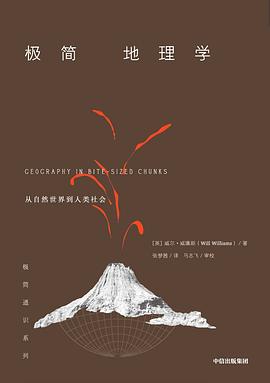 极简 地理学
GEOGRAPHY IN BITE-SIZED CHUNKS
从自然世界到人类社会
[英] 威尔·威廉斯（Will Williams）/ 著
张梦茜 / 译 马志飞 / 审校
极简通识系列
中信出版集团